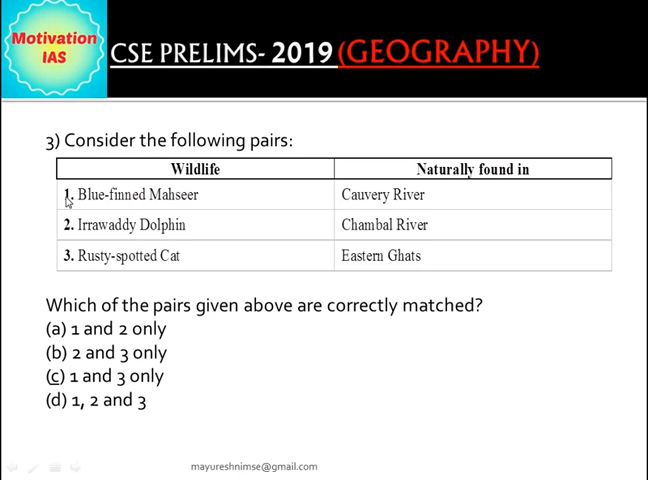 Motivation
IAS
CSE PRELIMS- 2019 (GEOGRAPHY)
3) Consider the following pairs:
Wildlife Naturally found in
1. Blue-finned Mahseer Cauvery River
2. Irrawaddy Dolphin Chambal River
3. Rusty-spotted Cat Eastern Ghats
Which of the pairs given above are correctly matched?
(a) 1 and 2 only
(b) 2 and 3 only
(c) 1 and 3 only
(d) 1, 2 and 3
mayureshnimse@gmail.com